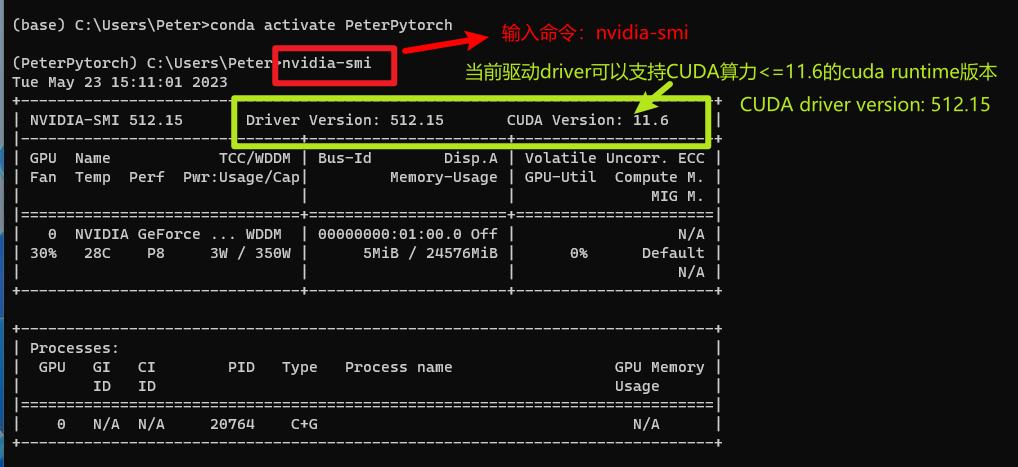 (base) C:\Users\Peter>conda activate PeterPytorch
输入命令：nvidia-smi
(PeterPytorch) C:\Users\Peter>nvidia-smi
当前驱动driver可以支持CUDA算力<=11.6的cuda runtime版本
Tue May 23 15:11:01 2023
CUDA driver version: 512.15
+-----------------------------------------------------------------------------+
| NVIDIA-SMI 512.15       Driver Version: 512.15       CUDA Version: 11.6     |
|-------------------------------+----------------------+----------------------+
| GPU  Name            TCC/WDDM | Bus-Id        Disp.A | Volatile Uncorr. ECC |
| Fan  Temp  Perf  Pwr:Usage/Cap|         Memory-Usage | GPU-Util  Compute M. |
|                               |                      |               MIG M. |
|===============================+======================+======================|
|   0  NVIDIA GeForce ... WDDM  | 00000000:01:00.0 Off |                  N/A |
| 30%   28C    P8     3W / 350W |      5MiB / 24576MiB |      0%      Default |
|                               |                      |                  N/A |
+-------------------------------+----------------------+----------------------+
+-----------------------------------------------------------------------------+
| Processes:                                                                  |
|  GPU   GI   CI        PID   Type   Process name                  GPU Memory |
|        ID   ID                                                   Usage      |
|=============================================================================|
|    0   N/A  N/A     20764    C+G                                   N/A      |
+-----------------------------------------------------------------------------+